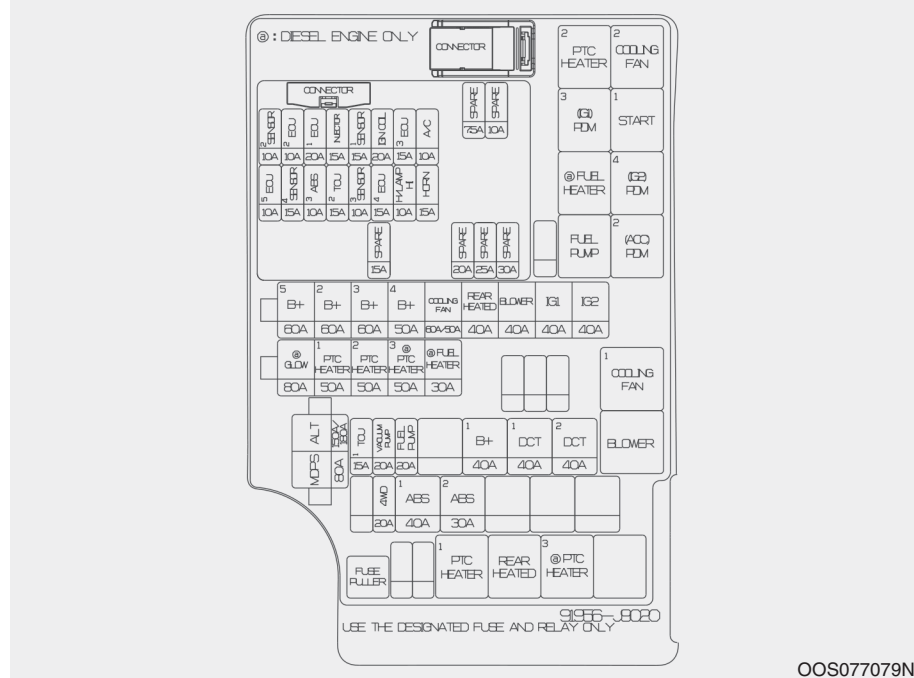 ⓐ : DIESEL ENGINE ONLY
CONNECTOR
2 PTC HEATER
2 COOLING FAN
CONNECTOR
SPARE 7.5A
SPARE 10A
3 (IG1) PDM
1 START
2 SENSOR 10A
2 ECU 10A
1 ECU 20A
INJECTOR 15A
1 SENSOR 15A
IGN COIL 20A
3 ECU 15A
A/C 10A
ⓐ FUEL HEATER
4 (IG2) PDM
5 ECU 10A
4 SENSOR 15A
3 ABS 10A
2 TCU 15A
3 SENSOR 10A
4 ECU 15A
H/LAMP HI 10A
HORN 15A
FUEL PUMP
2 (ACC) PDM
SPARE 15A
SPARE 20A
SPARE 25A
SPARE 30A
5 B+ 60A
2 B+ 60A
3 B+ 60A
4 B+ 50A
COOLING FAN 60A/50A
REAR HEATED 40A
BLOWER 40A
IG1 40A
IG2 40A
ⓐ GLOW 80A
1 PTC HEATER 50A
2 PTC HEATER 50A
3 ⓐ PTC HEATER 50A
ⓐ FUEL HEATER 30A
1 COOLING FAN
ALT 150A/180A
MDPS 80A
1 TCU 15A
VACUUM PUMP 20A
FUEL PUMP 20A
1 B+ 40A
1 DCT 40A
2 DCT 40A
BLOWER
4WD 20A
1 ABS 40A
2 ABS 30A
FUSE PULLER
1 PTC HEATER
REAR HEATED
3 ⓐ PTC HEATER
91956-J9020
USE THE DESIGNATED FUSE AND RELAY ONLY
OOS077079N